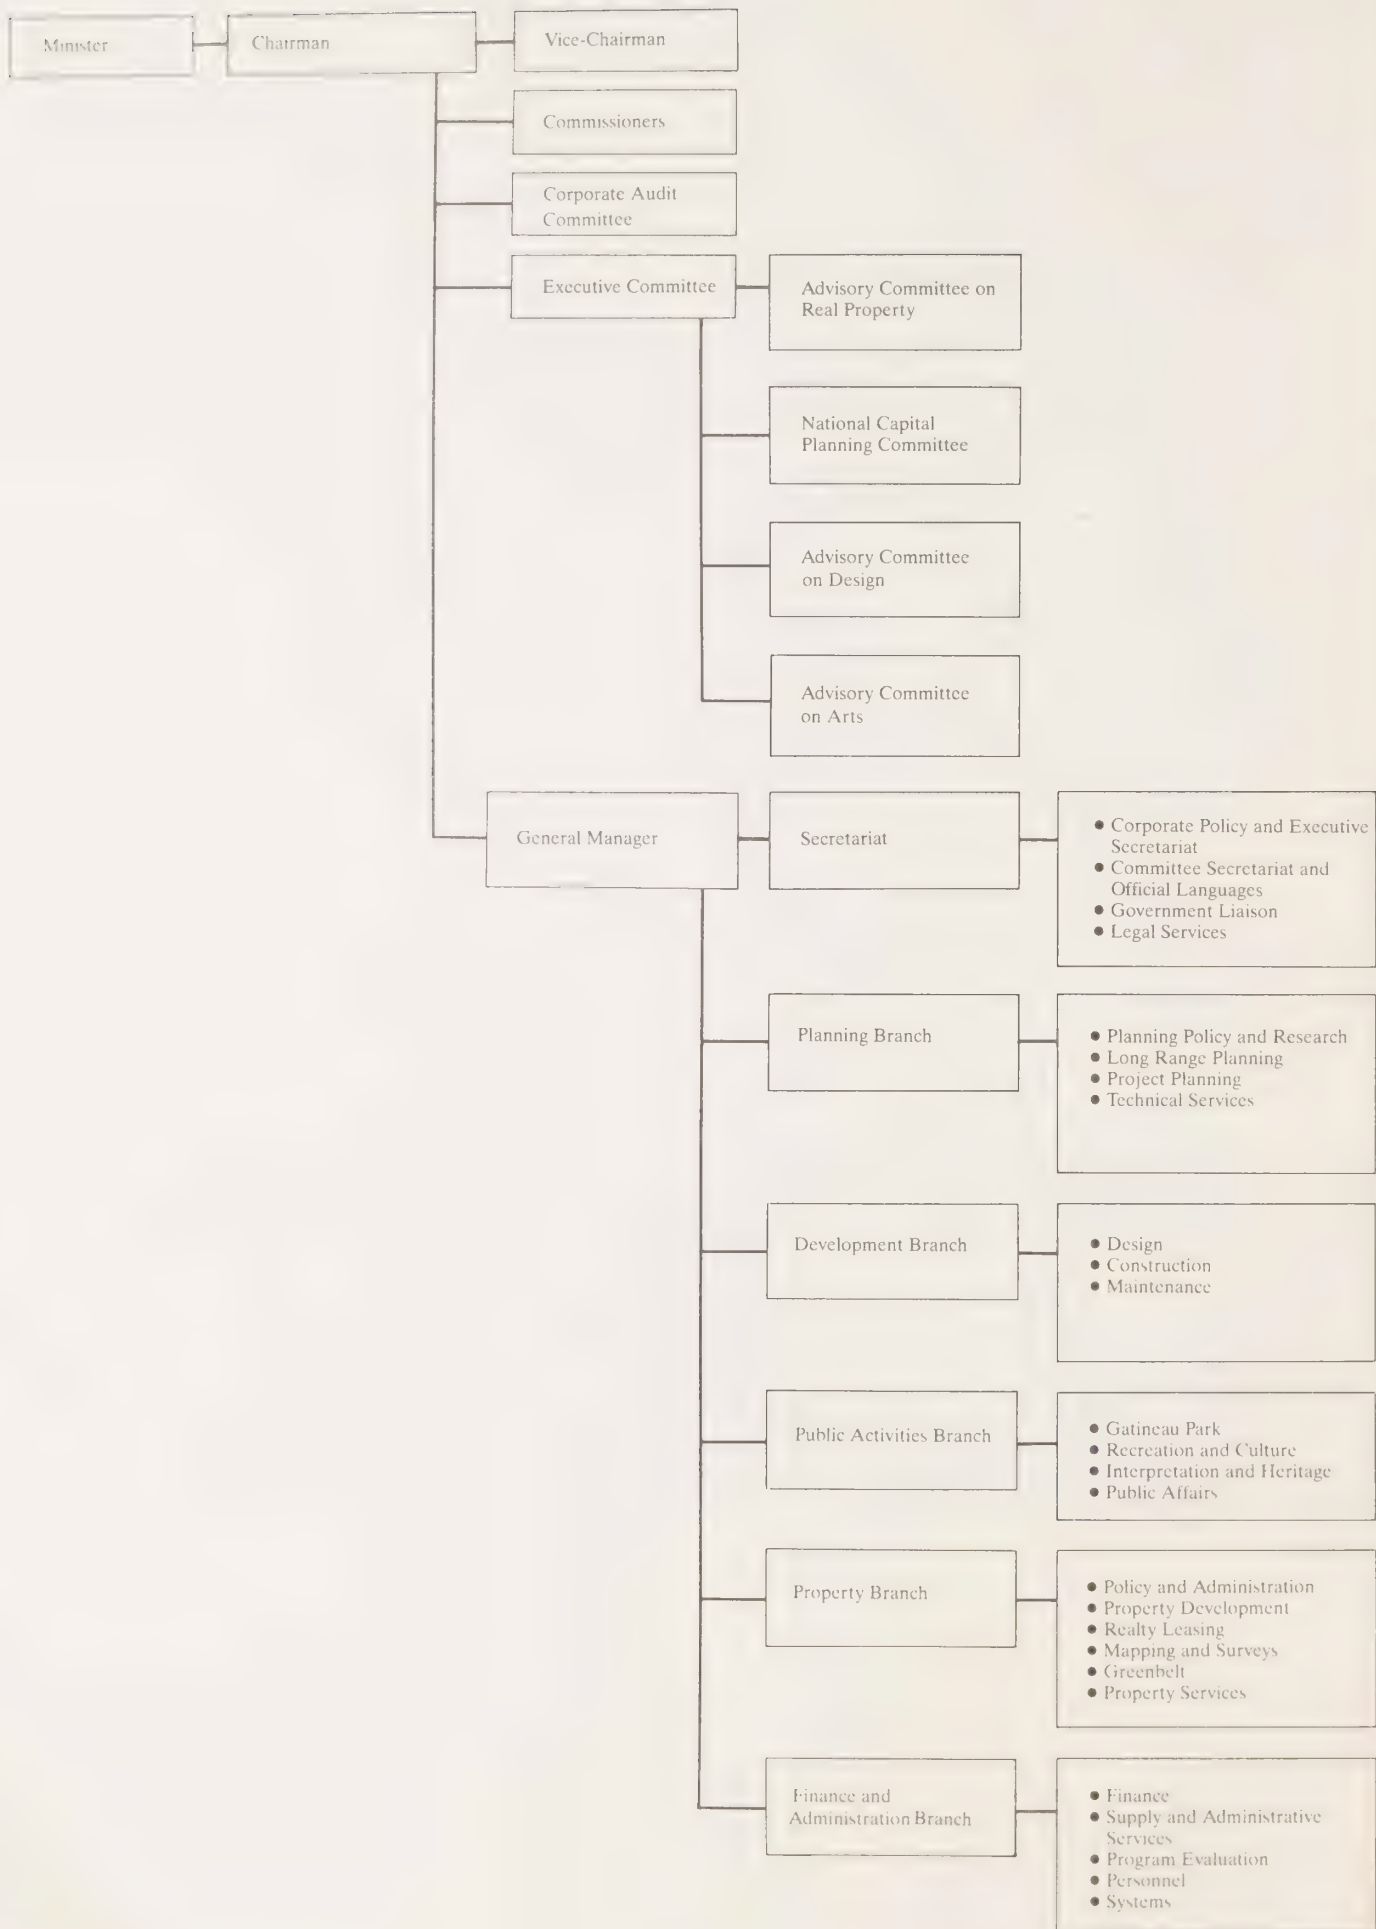 Minister
Chairman
Vice-Chairman
Commissioners
Corporate Audit
Committee
Executive Committee
Advisory Committee on
Real Property
National Capital
Planning Committee
Advisory Committee
on Design
Advisory Committee
on Arts
General Manager
Secretariat
● Corporate Policy and Executive
Secretariat
● Committee Secretariat and
Official Languages
● Government Liaison
● Legal Services
Planning Branch
● Planning Policy and Research
● Long Range Planning
● Project Planning
● Technical Services
Development Branch
● Design
● Construction
● Maintenance
Public Activities Branch
● Gatineau Park
● Recreation and Culture
● Interpretation and Heritage
● Public Affairs
Property Branch
● Policy and Administration
● Property Development
● Realty Leasing
● Mapping and Surveys
● Greenbelt
● Property Services
Finance and
Administration Branch
● Finance
● Supply and Administrative
Services
● Program Evaluation
● Personnel
● Systems